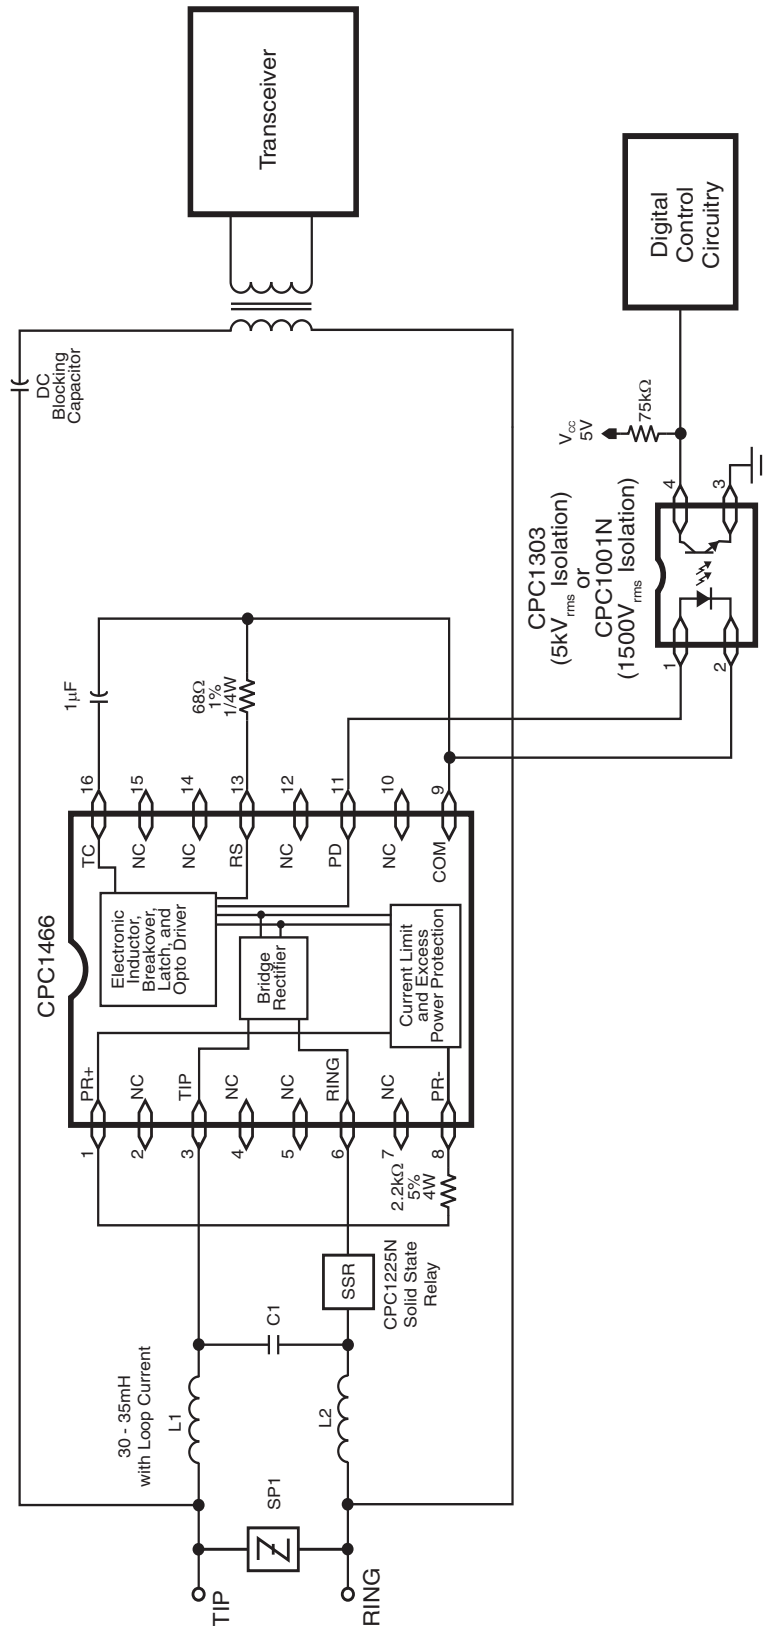 Transceiver
DC
Blocking
Capacitor
Digital
Control
Circuitry
V_CC
5V
75kΩ
CPC1303
(5kV_rms Isolation)
or
CPC1001N
(1500V_rms Isolation)
1
2
3
4
CPC1466
1μF
68Ω
1%
1/4W
16
15
14
13
12
11
10
9
TC
NC
NC
RS
NC
PD
NC
COM
Electronic
Inductor,
Breakover,
Latch, and
Opto Driver
Bridge
Rectifier
Current Limit
and Excess
Power Protection
PR+
NC
TIP
NC
NC
RING
NC
PR-
1
2
3
4
5
6
7
8
2.2kΩ
5%
4W
SSR
CPC1225N
Solid State
Relay
C1
30 - 35mH
with Loop Current
L1
L2
SP1
TIP
RING